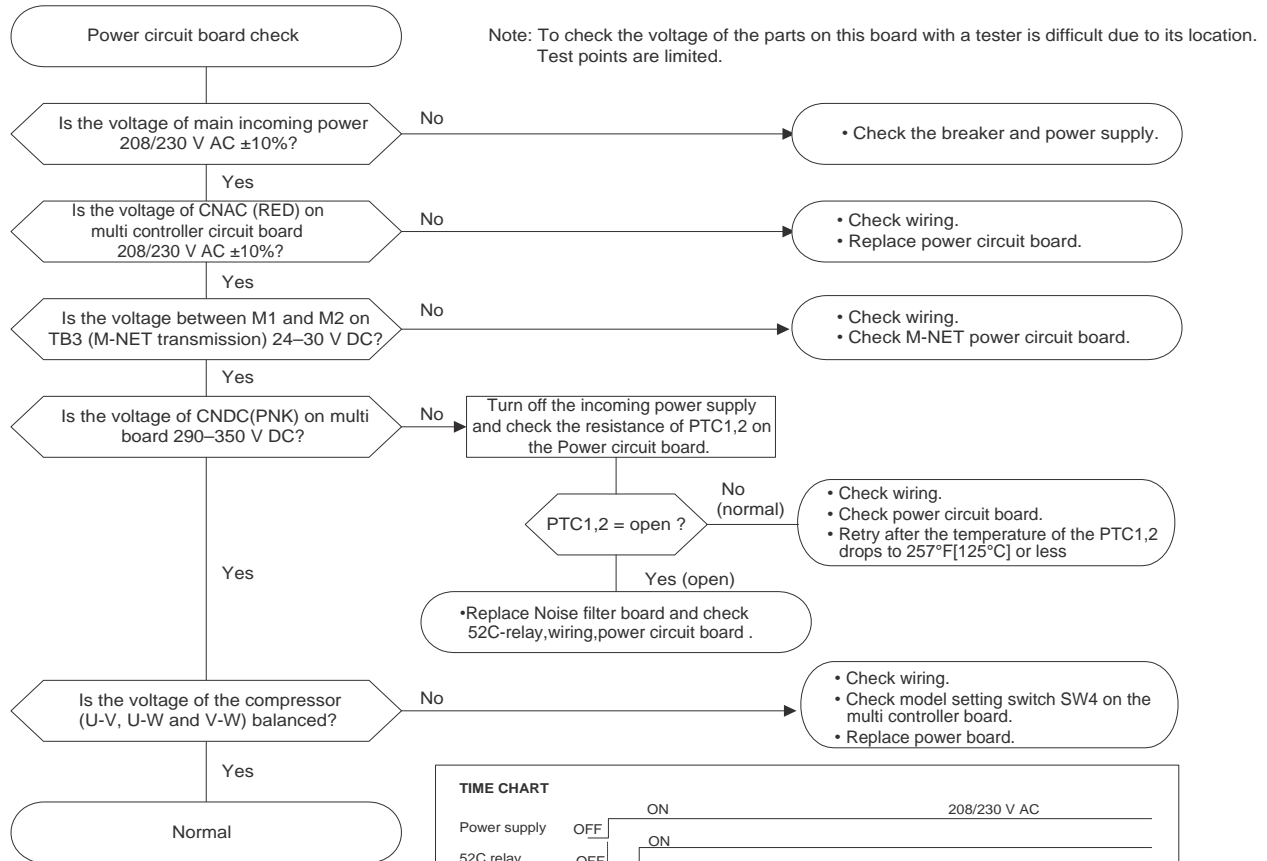 Power circuit board check
Note: To check the voltage of the parts on this board with a tester is difficult due to its location.
Test points are limited.
Is the voltage of main incoming power
208/230 V AC ±10%?
No
• Check the breaker and power supply.
Yes
Is the voltage of CNAC (RED) on
multi controller circuit board
208/230 V AC ±10%?
No
• Check wiring.
• Replace power circuit board.
Yes
Is the voltage between M1 and M2 on
TB3 (M-NET transmission) 24–30 V DC?
No
• Check wiring.
• Check M-NET power circuit board.
Yes
Is the voltage of CNDC(PNK) on multi
board 290–350 V DC?
No
Turn off the incoming power supply
and check the resistance of PTC1,2 on
the Power circuit board.
PTC1,2 = open ?
No
(normal)
• Check wiring.
• Check power circuit board.
• Retry after the temperature of the PTC1,2
drops to 257°F[125°C] or less
Yes
Yes (open)
•Replace Noise filter board and check
52C-relay,wiring,power circuit board .
Is the voltage of the compressor
(U-V, U-W and V-W) balanced?
No
• Check wiring.
• Check model setting switch SW4 on the
multi controller board.
• Replace power board.
Yes
Normal
TIME CHART
ON
208/230 V AC
Power supply
OFF
ON
52C relay
OFF